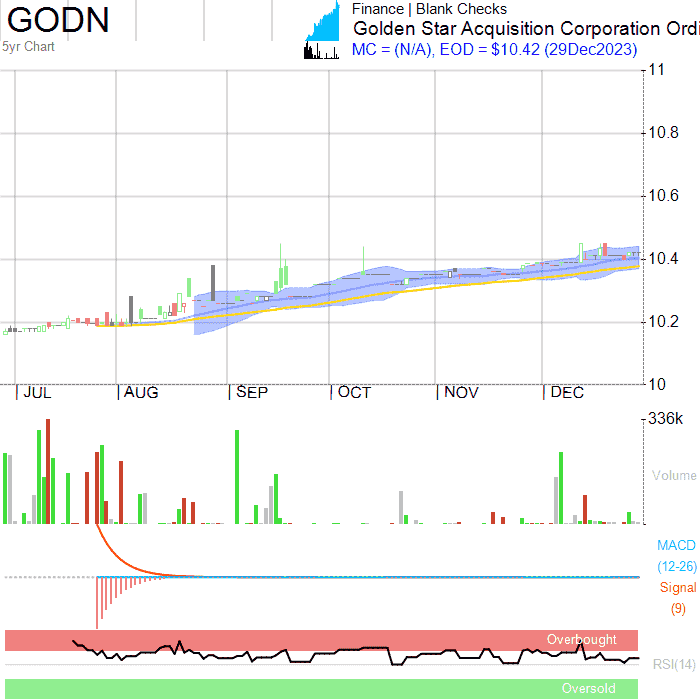 GODN
5yr Chart
Finance | Blank Checks
Golden Star Acquisition Corporation Ordi
MC = (N/A), EOD = $10.42 (29Dec2023)
11
10.8
10.6
10.4
10.2
10
JUL AUG SEP OCT NOV DEC
336k
Volume
MACD
(12-26)
Signal
(9)
Overbought
RSI(14)
Oversold